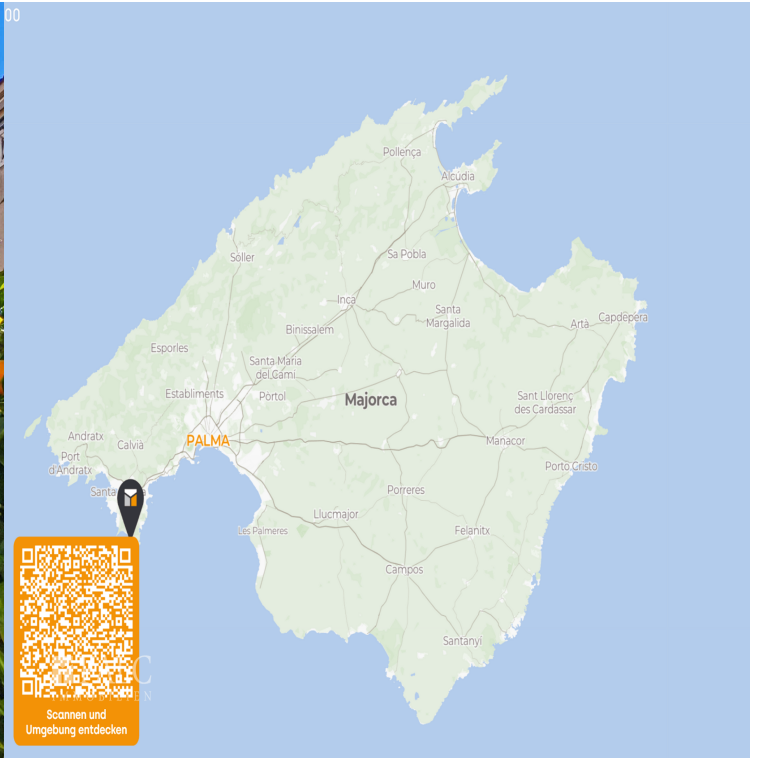 00
Pollença
Alcúdia
Sóller
Sa Pobla
Muro
Inca
Santa
Margalida
Binissalem
Artà
Capdepera
Esporles
Santa Maria
del Camí
Establiments
Pòrtol
Majorca
Sant Llorenç
des Cardassar
Andratx
Calvià
PALMA
Manacor
Port
d'Andratx
Porto Cristo
Santa
Porreres
Llucmajor
Les Palmeres
Felanitx
Campos
Santanyí
IMMOBILIEN
Scannen und
Umgebung entdecken